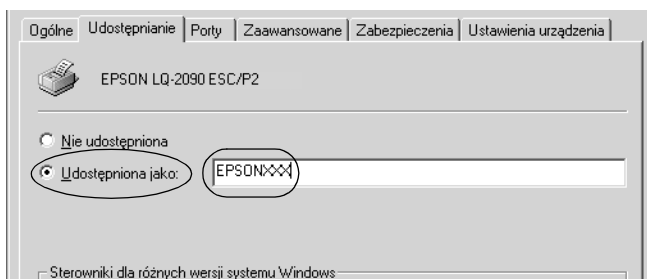 Ogólne Udostępnianie Porty Zaawansowane Zabezpieczenia Ustawienia urządzenia
EPSON LQ-2090 ESC/P2
Nie udostępniona
Udostępniona jako: EPSONXXX
Sterowniki dla różnych wersji systemu Windows